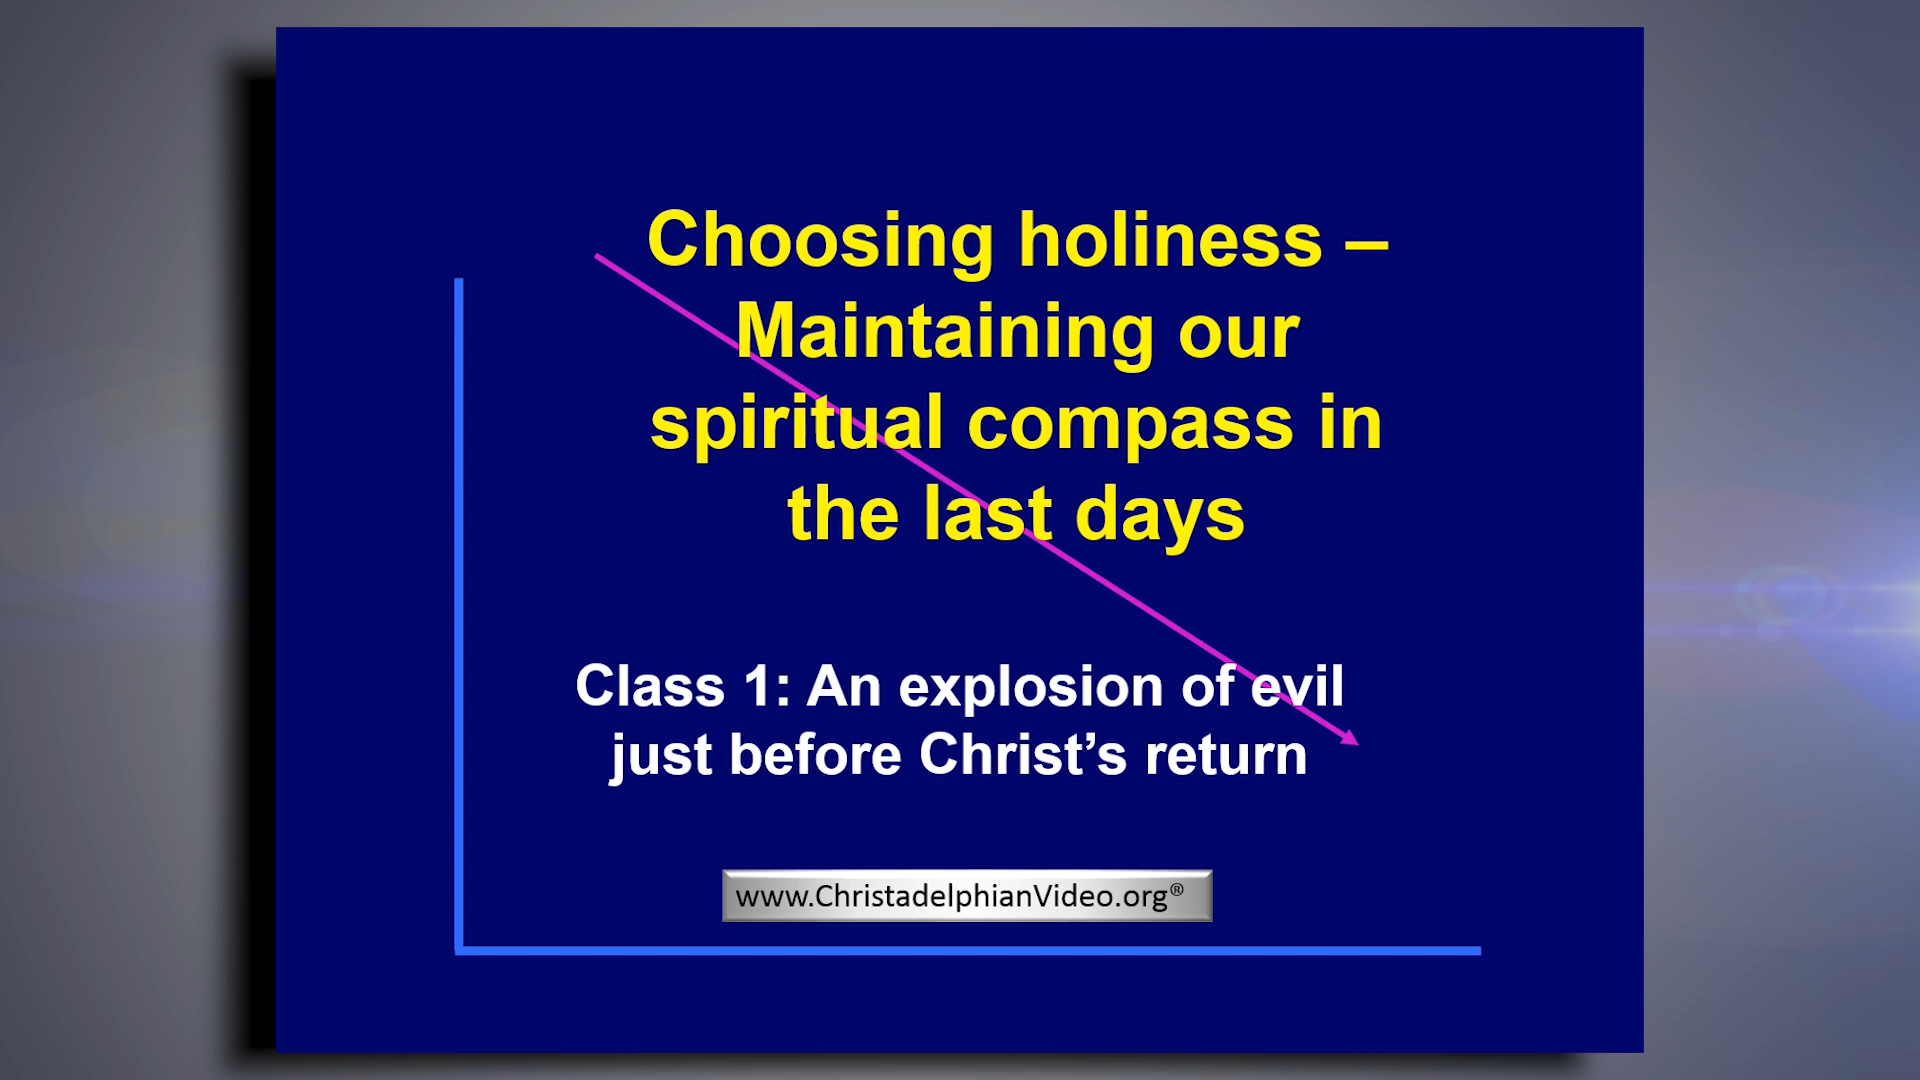 Choosing holiness –
Maintaining our
spiritual compass in
the last days
Class 1: An explosion of evil
just before Christ’s return
www.ChristadelphianVideo.org®